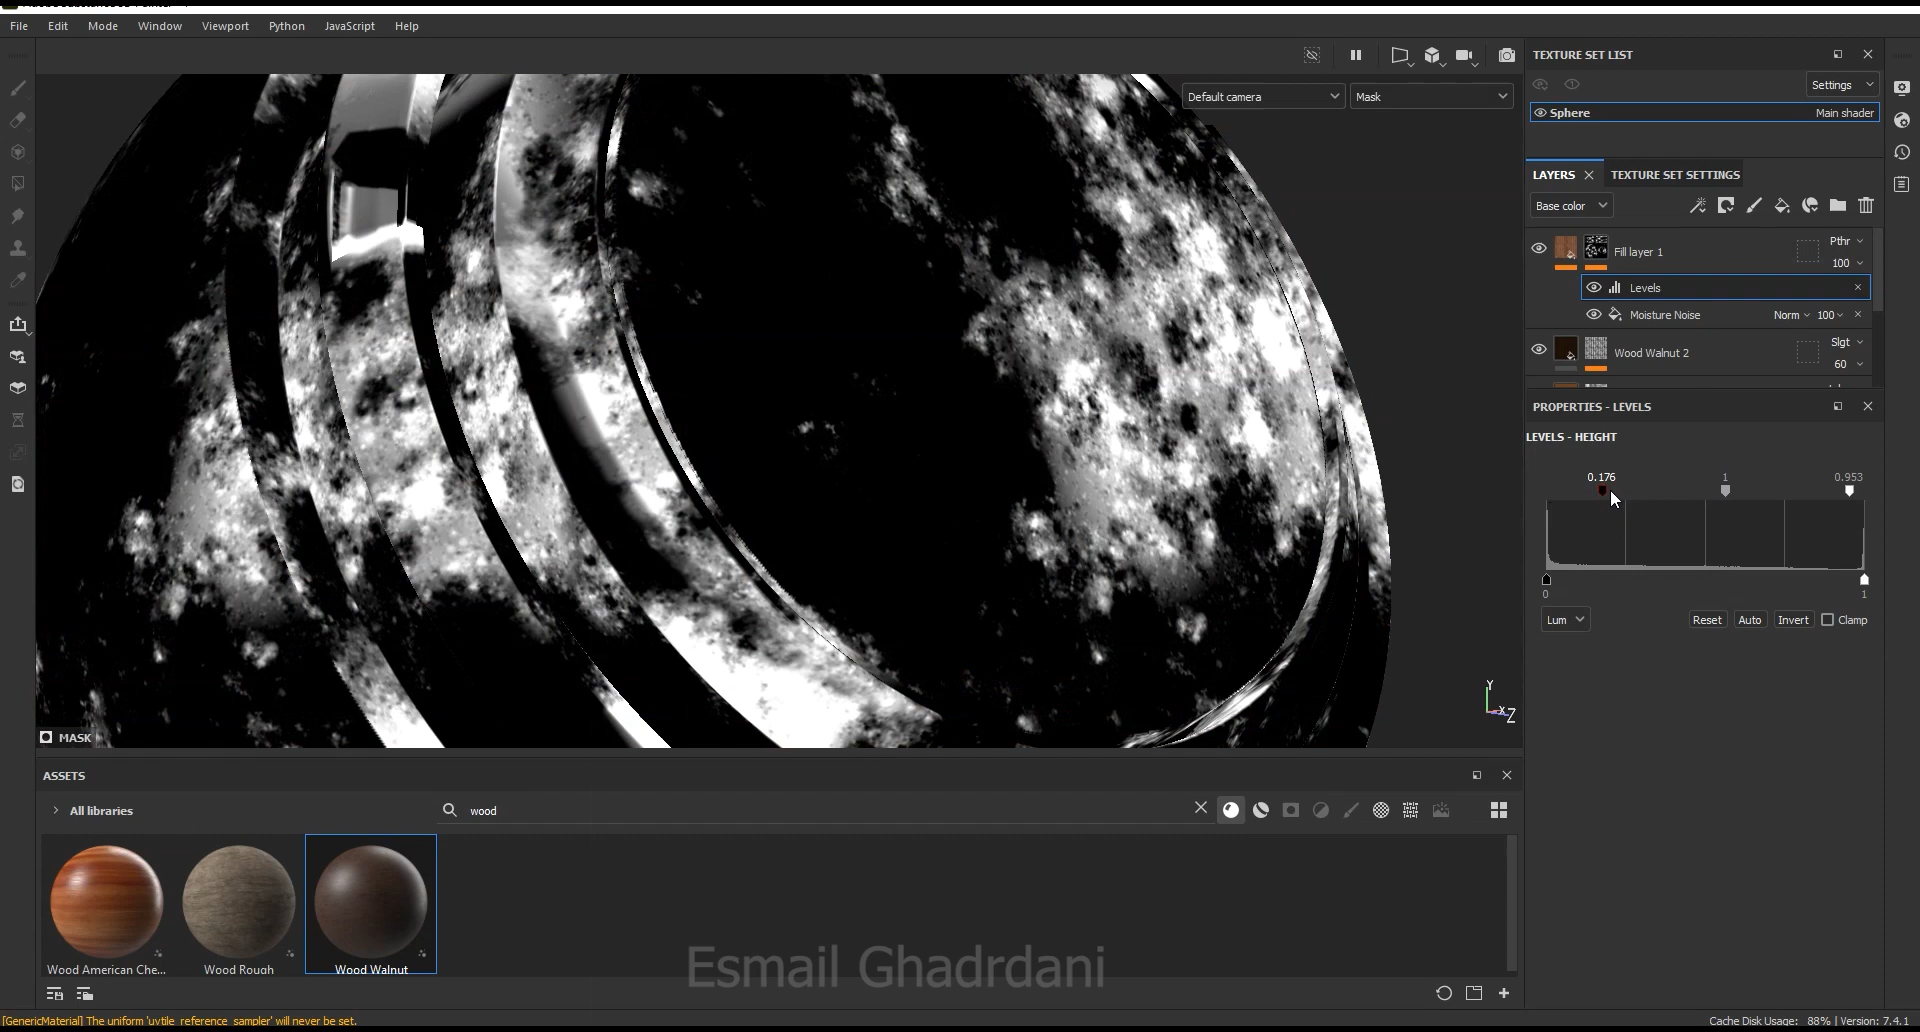 File Edit Mode Window Viewport Python JavaScript Help
TEXTURE SET LIST
Settings
Default camera
Mask
Sphere
Main shader
LAYERS
TEXTURE SET SETTINGS
Base color
Fill layer 1
Pthr
100
Levels
Moisture Noise
Norm
100
Wood Walnut 2
Slgt
60
PROPERTIES - LEVELS
LEVELS - HEIGHT
0.176
1
0.953
0
1
Lum
Reset
Auto
Invert
Clamp
Y
X
Z
MASK
ASSETS
All libraries
wood
Wood American Che...
Wood Rough
Wood Walnut
Esmail Ghadrdani
[GenericMaterial] The uniform 'uvtile_reference_sampler' will never be set.
Cache Disk Usage: 88% | Version: 7.4.1